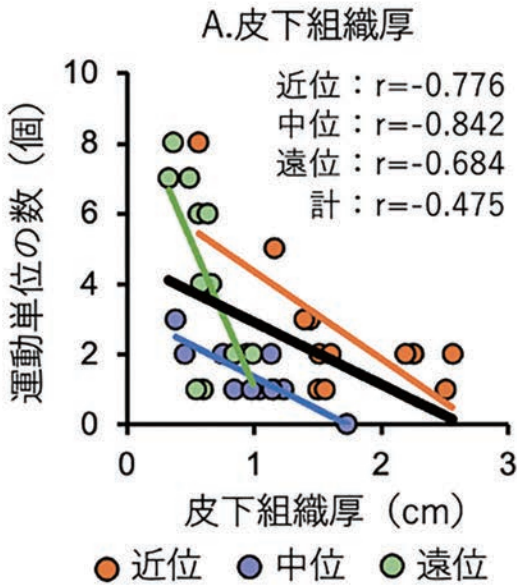 A.皮下組織厚
近位：r=-0.776
中位：r=-0.842
遠位：r=-0.684
計：r=-0.475
運動単位の数（個）
10
8
6
4
2
0
0 1 2 3
皮下組織厚（cm）
近位 中位 遠位